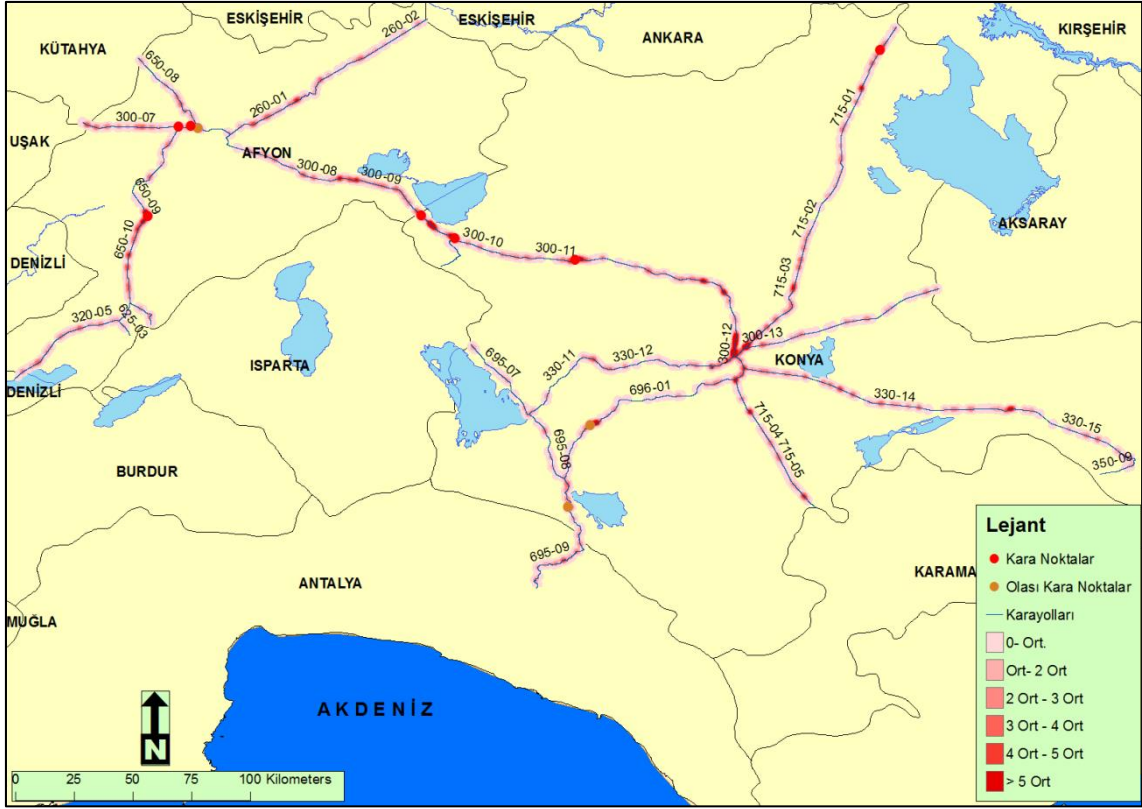 ESKİŞEHİR
ESKİŞEHİR
260-02
KÜTAHYA
ANKARA
KIRŞEHİR
650-08
260-01
715-01
300-07
UŞAK
AFYON
300-08
300-09
650-09
650-10
715-02
AKSARAY
300-10
300-11
DENİZLİ
715-03
320-05
625-03
300-12
300-13
ISPARTA
KONYA
695-07
330-11
330-12
DENİZLİ
696-01
330-14
330-15
715-04
715-05
350-09
BURDUR
695-08
695-09
ANTALYA
KARAMA
MUĞLA
AKDENİZ
N
0 25 50 75 100 Kilometers
Lejant
Kara Noktalar
Olası Kara Noktalar
Karayolları
0- Ort.
Ort- 2 Ort
2 Ort - 3 Ort
3 Ort - 4 Ort
4 Ort - 5 Ort
> 5 Ort